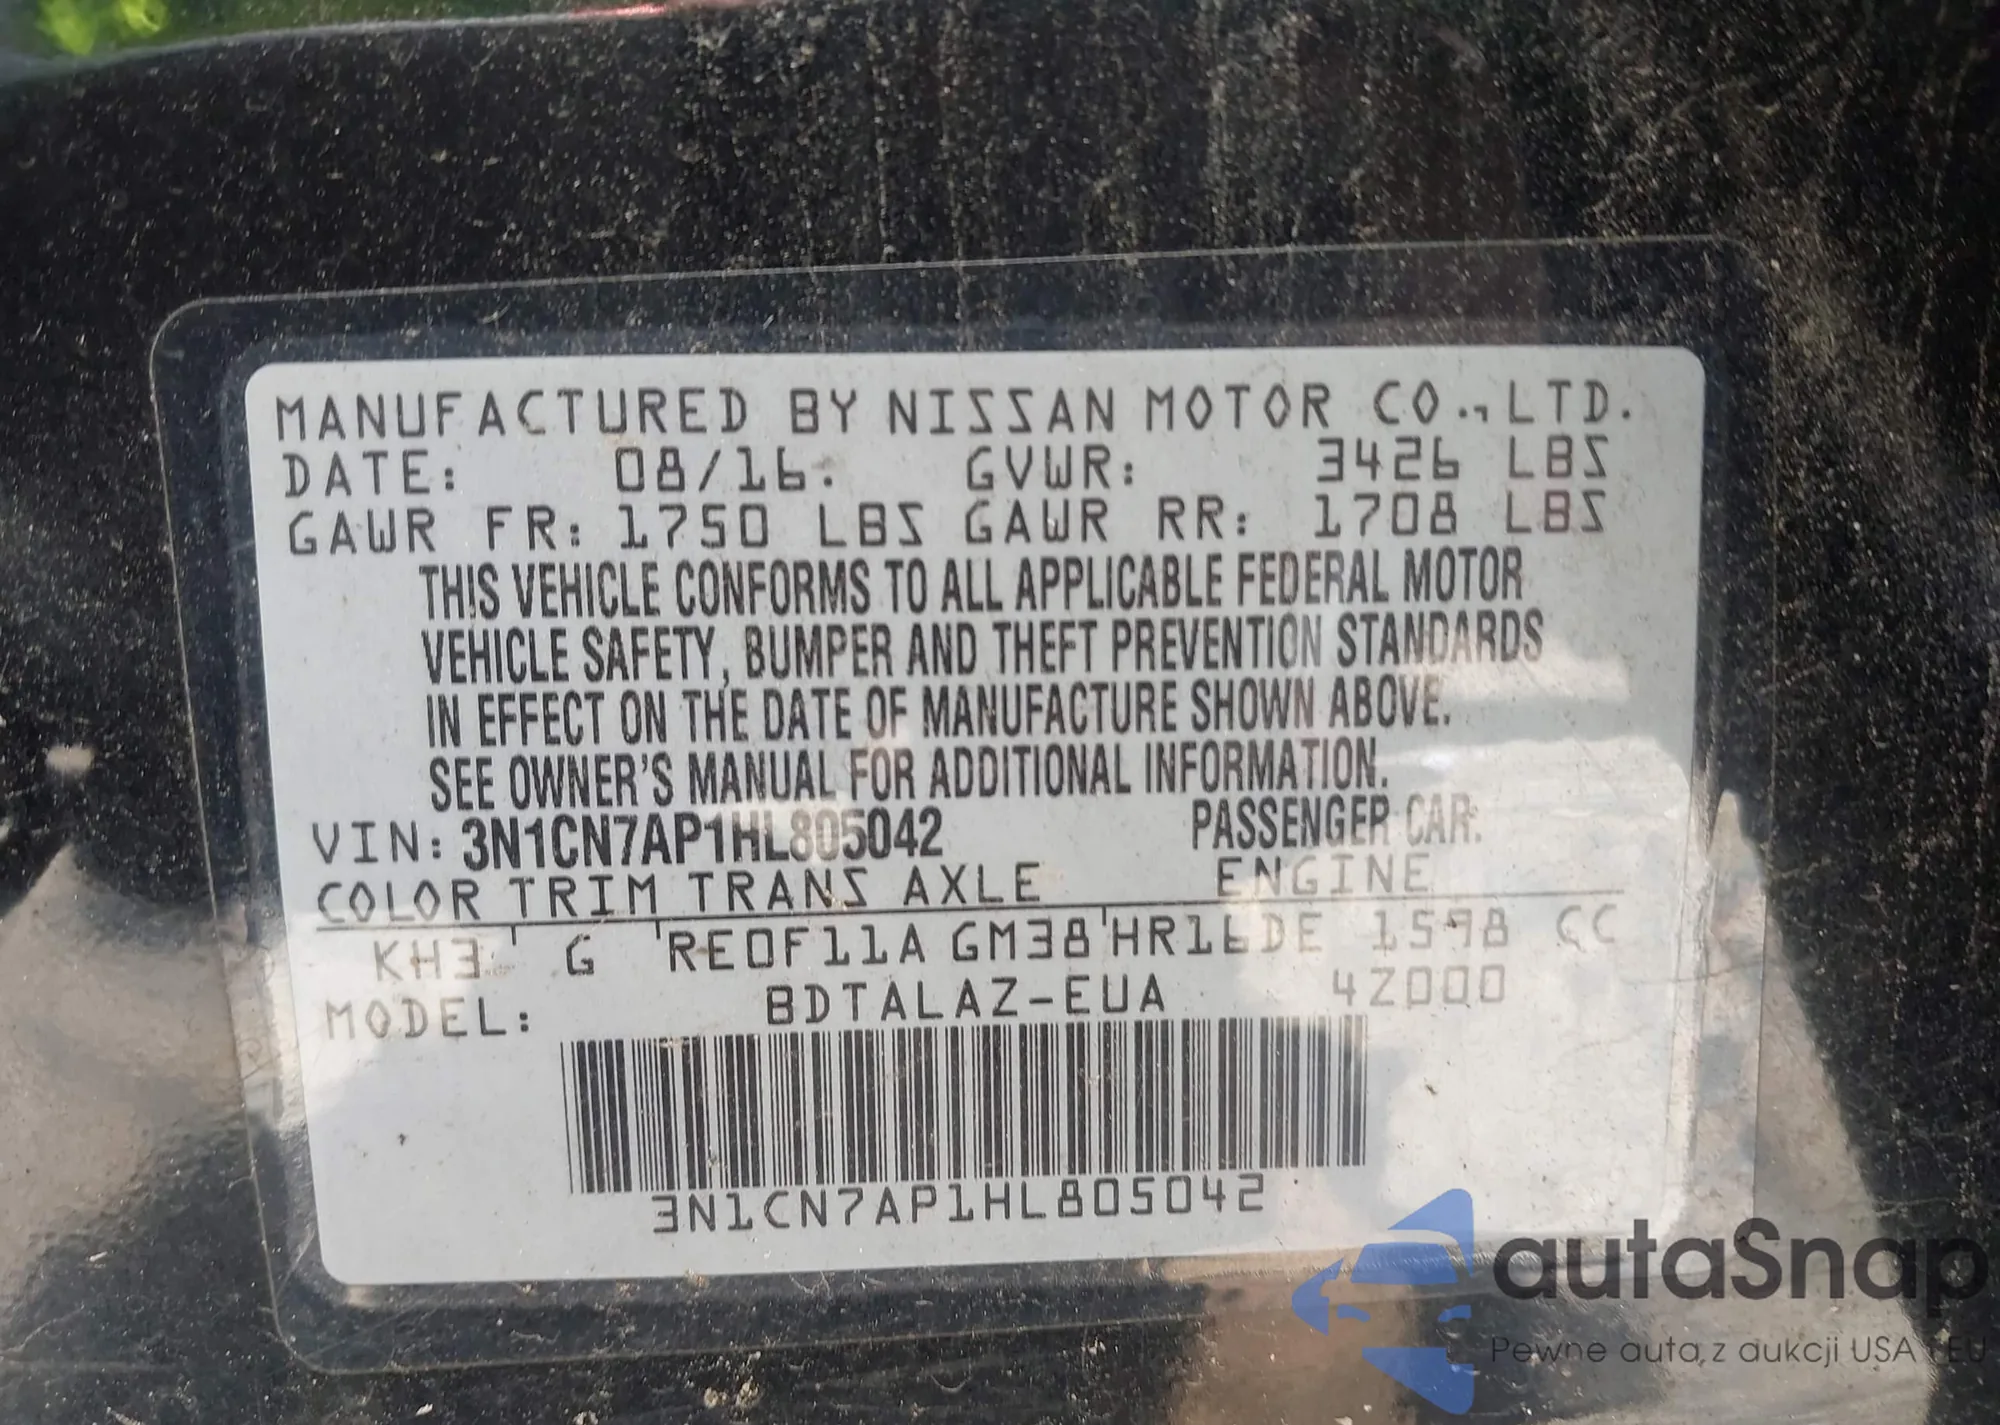 MANUFACTURED BY NISSAN MOTOR CO., LTD.
DATE: 08/16. GVWR: 3426 LBS
GAWR FR: 1750 LBS GAWR RR: 1708 LBS
THIS VEHICLE CONFORMS TO ALL APPLICABLE FEDERAL MOTOR
VEHICLE SAFETY, BUMPER AND THEFT PREVENTION STANDARDS
IN EFFECT ON THE DATE OF MANUFACTURE SHOWN ABOVE.
SEE OWNER'S MANUAL FOR ADDITIONAL INFORMATION.
VIN: 3N1CN7AP1HL805042 PASSENGER CAR.
COLOR TRIM TRANS AXLE ENGINE
KH3 G RE0F11A GM38 HR16DE 1598 CC
MODEL: BDTALAZ-EUA 4Z000
3N1CN7AP1HL805042
autaSnap
Pewne auta z aukcji USA i EU